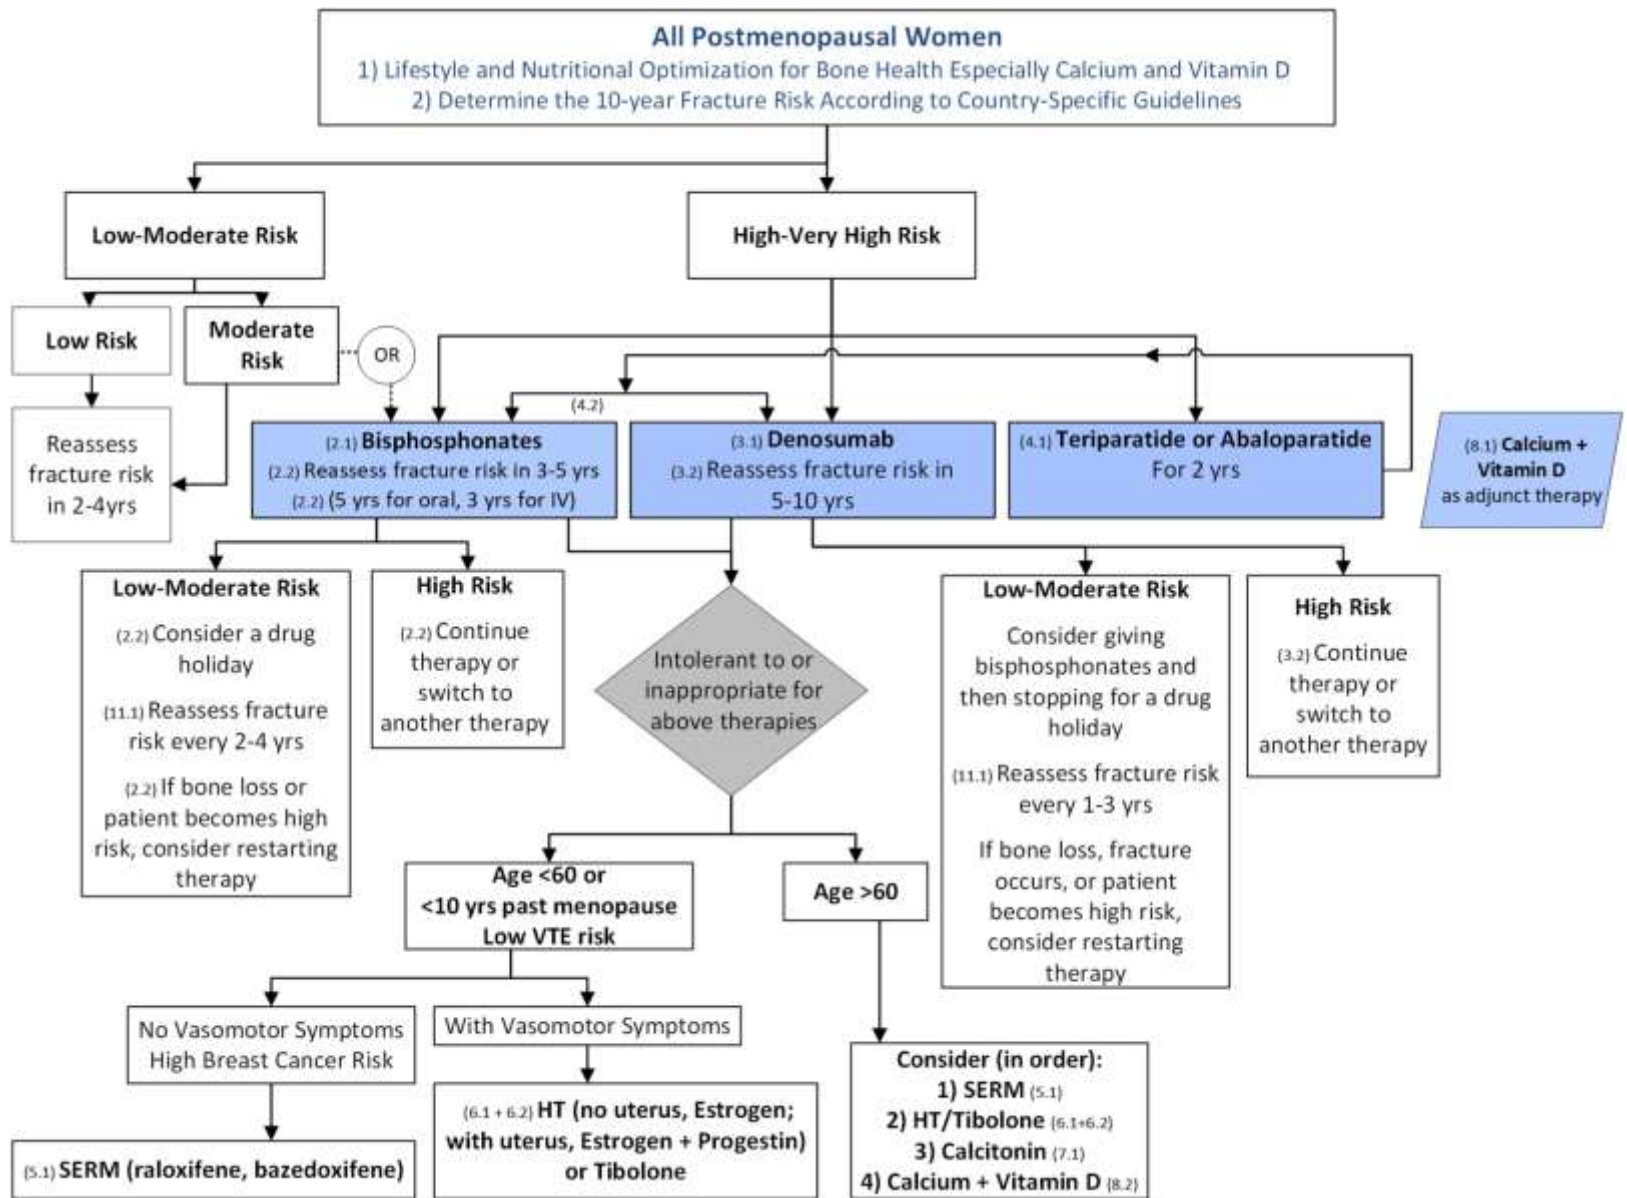 All Postmenopausal Women
1) Lifestyle and Nutritional Optimization for Bone Health Especially Calcium and Vitamin D
2) Determine the 10-year Fracture Risk According to Country-Specific Guidelines
Low-Moderate Risk
High-Very High Risk
Low Risk
Moderate
Risk
OR
Reassess
fracture risk
in 2-4yrs
(4.2)
(2.1) Bisphosphonates
(2.2) Reassess fracture risk in 3-5 yrs
(2.2) (5 yrs for oral, 3 yrs for IV)
(3.1) Denosumab
(3.2) Reassess fracture risk in
5-10 yrs
(4.1) Teriparatide or Abaloparatide
For 2 yrs
(8.1) Calcium +
Vitamin D
as adjunct therapy
Low-Moderate Risk
(2.2) Consider a drug
holiday
(11.1) Reassess fracture
risk every 2-4 yrs
(2.2) If bone loss or
patient becomes high
risk, consider restarting
therapy
High Risk
(2.2) Continue
therapy or
switch to
another therapy
Intolerant to or
inappropriate for
above therapies
Low-Moderate Risk
Consider giving
bisphosphonates and
then stopping for a drug
holiday
(11.1) Reassess fracture risk
every 1-3 yrs
If bone loss, fracture
occurs, or patient
becomes high risk,
consider restarting
therapy
High Risk
(3.2) Continue
therapy or
switch to
another therapy
Age <60 or
<10 yrs past menopause
Low VTE risk
Age >60
No Vasomotor Symptoms
High Breast Cancer Risk
With Vasomotor Symptoms
(5.1) SERM (raloxifene, bazedoxifene)
(6.1 + 6.2) HT (no uterus, Estrogen;
with uterus, Estrogen + Progestin)
or Tibolone
Consider (in order):
1) SERM (5.1)
2) HT/Tibolone (6.1+6.2)
3) Calcitonin (7.1)
4) Calcium + Vitamin D (8.2)